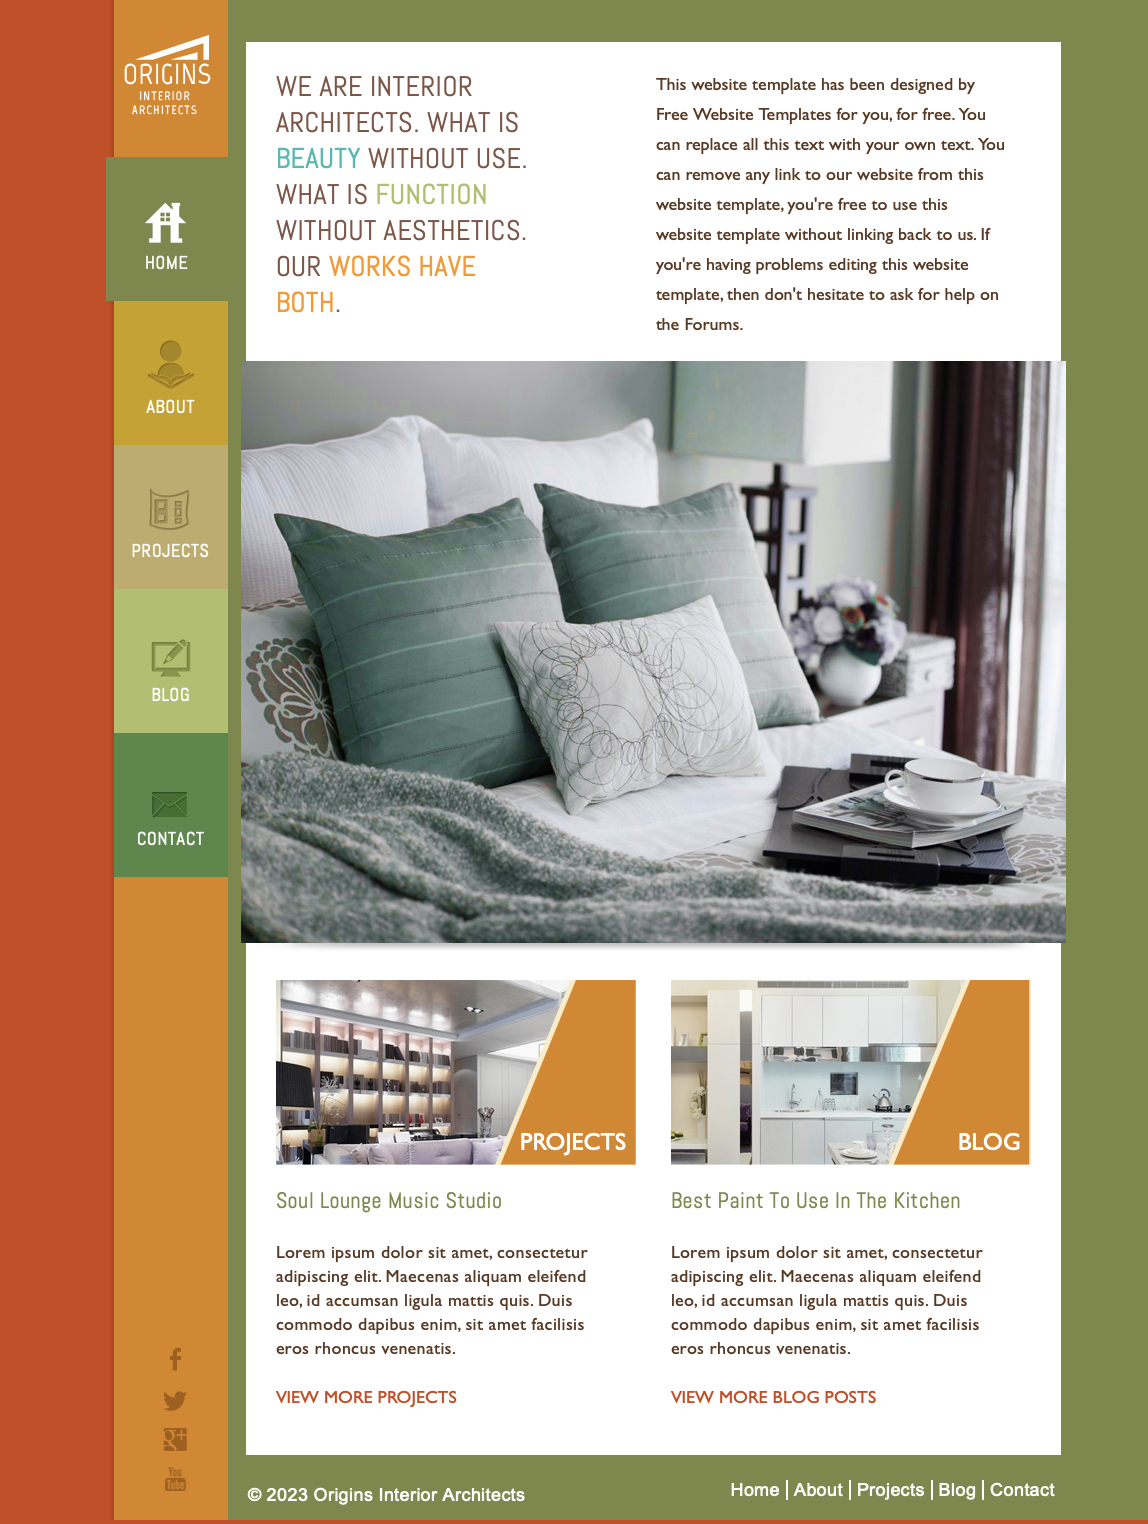 ORIGINS
INTERIOR
ARCHITECTS
HOME
ABOUT
PROJECTS
BLOG
CONTACT
You
Tube
WE ARE INTERIOR
ARCHITECTS. WHAT IS
BEAUTY WITHOUT USE.
WHAT IS FUNCTION
WITHOUT AESTHETICS.
OUR WORKS HAVE
BOTH.
This website template has been designed by
Free Website Templates for you, for free. You
can replace all this text with your own text. You
can remove any link to our website from this
website template, you're free to use this
website template without linking back to us. If
you're having problems editing this website
template, then don't hesitate to ask for help on
the Forums.
PROJECTS
Soul Lounge Music Studio
Lorem ipsum dolor sit amet, consectetur
adipiscing elit. Maecenas aliquam eleifend
leo, id accumsan ligula mattis quis. Duis
commodo dapibus enim, sit amet facilisis
eros rhoncus venenatis.
VIEW MORE PROJECTS
BLOG
Best Paint To Use In The Kitchen
Lorem ipsum dolor sit amet, consectetur
adipiscing elit. Maecenas aliquam eleifend
leo, id accumsan ligula mattis quis. Duis
commodo dapibus enim, sit amet facilisis
eros rhoncus venenatis.
VIEW MORE BLOG POSTS
© 2023 Origins Interior Architects
Home | About | Projects | Blog | Contact